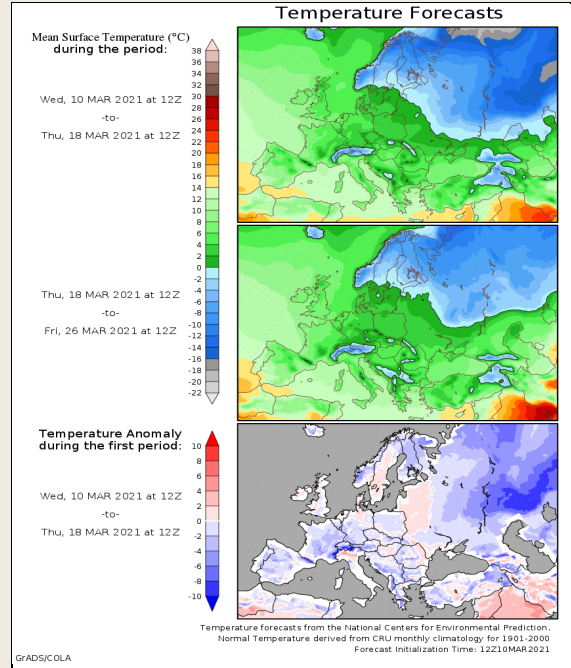 Temperature Forecasts
Mean Surface Temperature (°C)
during the period:
Wed, 10 MAR 2021 at 12Z
-to-
Thu, 18 MAR 2021 at 12Z
38
36
34
32
30
28
26
24
22
20
18
16
14
12
10
8
6
4
2
0
-2
-4
-6
-8
-10
-12
-14
-16
-18
-20
-22
Thu, 18 MAR 2021 at 12Z
-to-
Fri, 26 MAR 2021 at 12Z
Temperature Anomaly
during the first period:
Wed, 10 MAR 2021 at 12Z
-to-
Thu, 18 MAR 2021 at 12Z
10
8
6
4
2
0
-2
-4
-6
-8
-10
Temperature forecasts from the National Centers for Environmental Prediction.
Normal Temperature derived from CRU monthly climatology for 1901-2000
Forecast Initialization Time: 12Z10MAR2021
GrADS/COLA